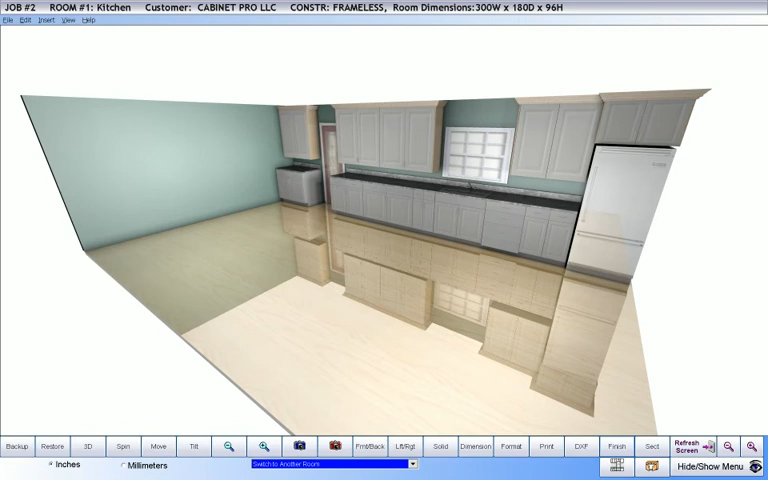 JOB #2 ROOM #1: Kitchen Customer: CABINET PRO LLC CONSTR: FRAMELESS, Room Dimensions:300W x 180D x 96H
File Edit Insert View Help
Backup Restore 3D Spin Move Tilt Frnt/Back Lft/Rgt Solid Dimension Format Print DXF Finish Sect Refresh Screen
Inches Millimeters Switch to Another Room Hide/Show Menu